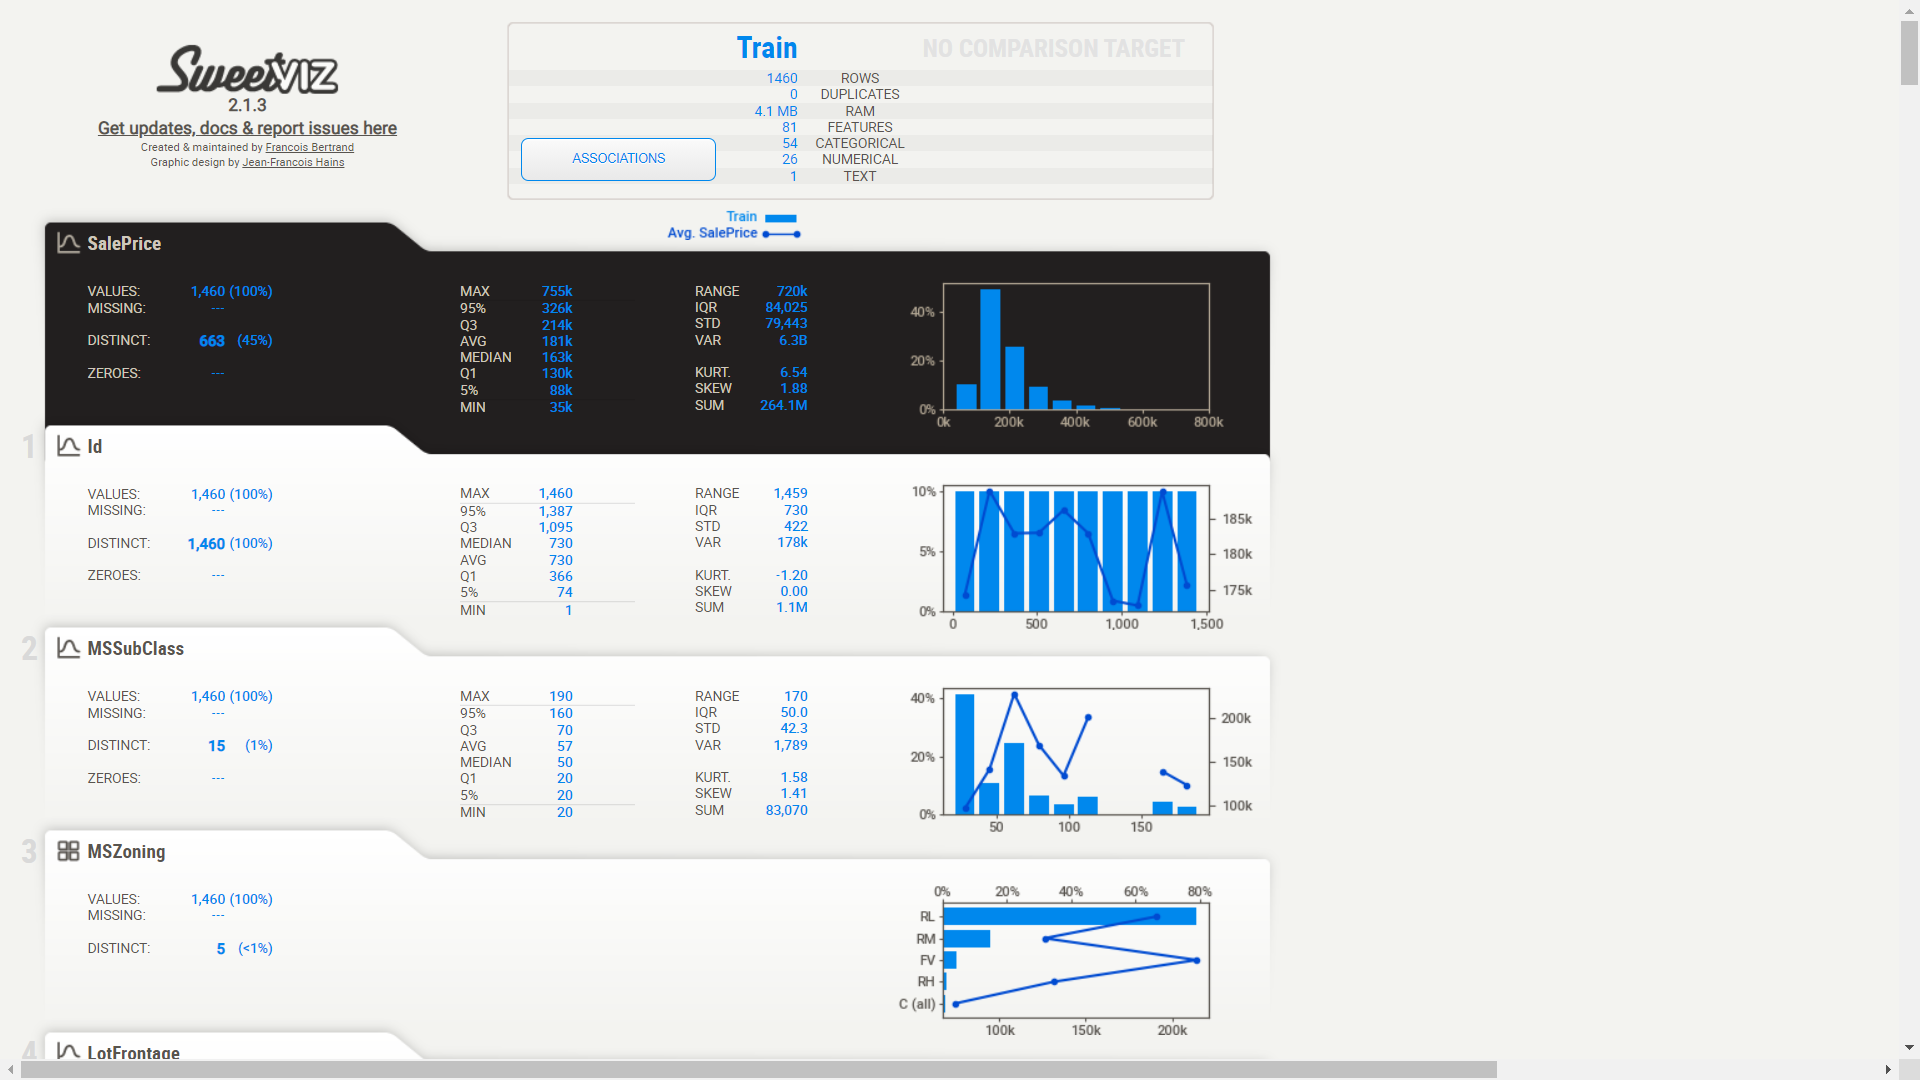 SweetVIZ
2.1.3
Get updates, docs & report issues here
Created & maintained by Francois Bertrand
Graphic design by Jean-Francois Hains
Train NO COMPARISON TARGET
1460 ROWS
0 DUPLICATES
4.1 MB RAM
81 FEATURES
54 CATEGORICAL
26 NUMERICAL
1 TEXT
ASSOCIATIONS
Train
Avg. SalePrice
SalePrice
VALUES: 1,460 (100%)
MISSING: ---
DISTINCT: 663 (45%)
ZEROES: ---
MAX 755k
95% 326k
Q3 214k
AVG 181k
MEDIAN 163k
Q1 130k
5% 88k
MIN 35k
RANGE 720k
IQR 84,025
STD 79,443
VAR 6.3B
KURT. 6.54
SKEW 1.88
SUM 264.1M
40%
20%
0%
0k 200k 400k 600k 800k
1 Id
VALUES: 1,460 (100%)
MISSING: ---
DISTINCT: 1,460 (100%)
ZEROES: ---
MAX 1,460
95% 1,387
Q3 1,095
MEDIAN 730
AVG 730
Q1 366
5% 74
MIN 1
RANGE 1,459
IQR 730
STD 422
VAR 178k
KURT. -1.20
SKEW 0.00
SUM 1.1M
10%
5%
0%
185k
180k
175k
0 500 1,000 1,500
2 MSSubClass
VALUES: 1,460 (100%)
MISSING: ---
DISTINCT: 15 (1%)
ZEROES: ---
MAX 190
95% 160
Q3 70
AVG 57
MEDIAN 50
Q1 20
5% 20
MIN 20
RANGE 170
IQR 50.0
STD 42.3
VAR 1,789
KURT. 1.58
SKEW 1.41
SUM 83,070
40%
20%
0%
200k
150k
100k
50 100 150
3 MSZoning
VALUES: 1,460 (100%)
MISSING: ---
DISTINCT: 5 (<1%)
0% 20% 40% 60% 80%
RL
RM
FV
RH
C (all)
100k 150k 200k
4 LotFrontage